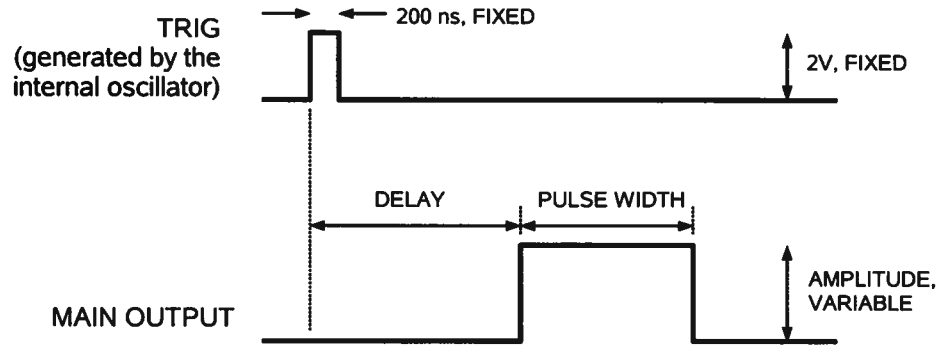 TRIG
(generated by the
internal oscillator)
200 ns, FIXED
2V, FIXED
DELAY
PULSE WIDTH
AMPLITUDE,
VARIABLE
MAIN OUTPUT